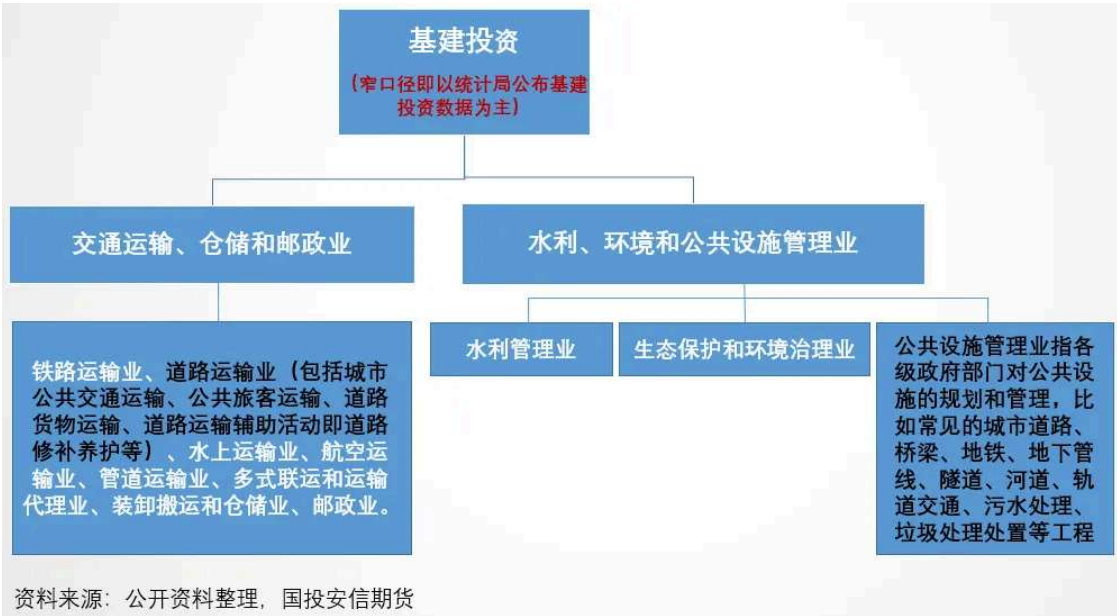 基建投资
(窄口径即以统计局公布基建
投资数据为主)
交通运输、仓储和邮政业
水利、环境和公共设施管理业
铁路运输业、道路运输业（包括城市
公共交通运输、公共旅客运输、道路
货物运输、道路运输辅助活动即道路
修补养护等）、水上运输业、航空运
输业、管道运输业、多式联运和运输
代理业、装卸搬运和仓储业、邮政业。
水利管理业
生态保护和环境治理业
公共设施管理业指各
级政府部门对公共设
施的规划和管理，比
如常见的城市道路、
桥梁、地铁、地下管
线、隧道、河道、轨
道交通、污水处理、
垃圾处理处置等工程
资料来源：公开资料整理，国投安信期货